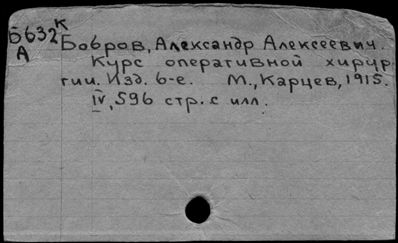 Б632к
А
Бобров, Александр Алексеевич.
Курс оперативной хирур
гии. Изд. 6-е. М., Карцев, 1915.
IV, 596 стр. с илл.